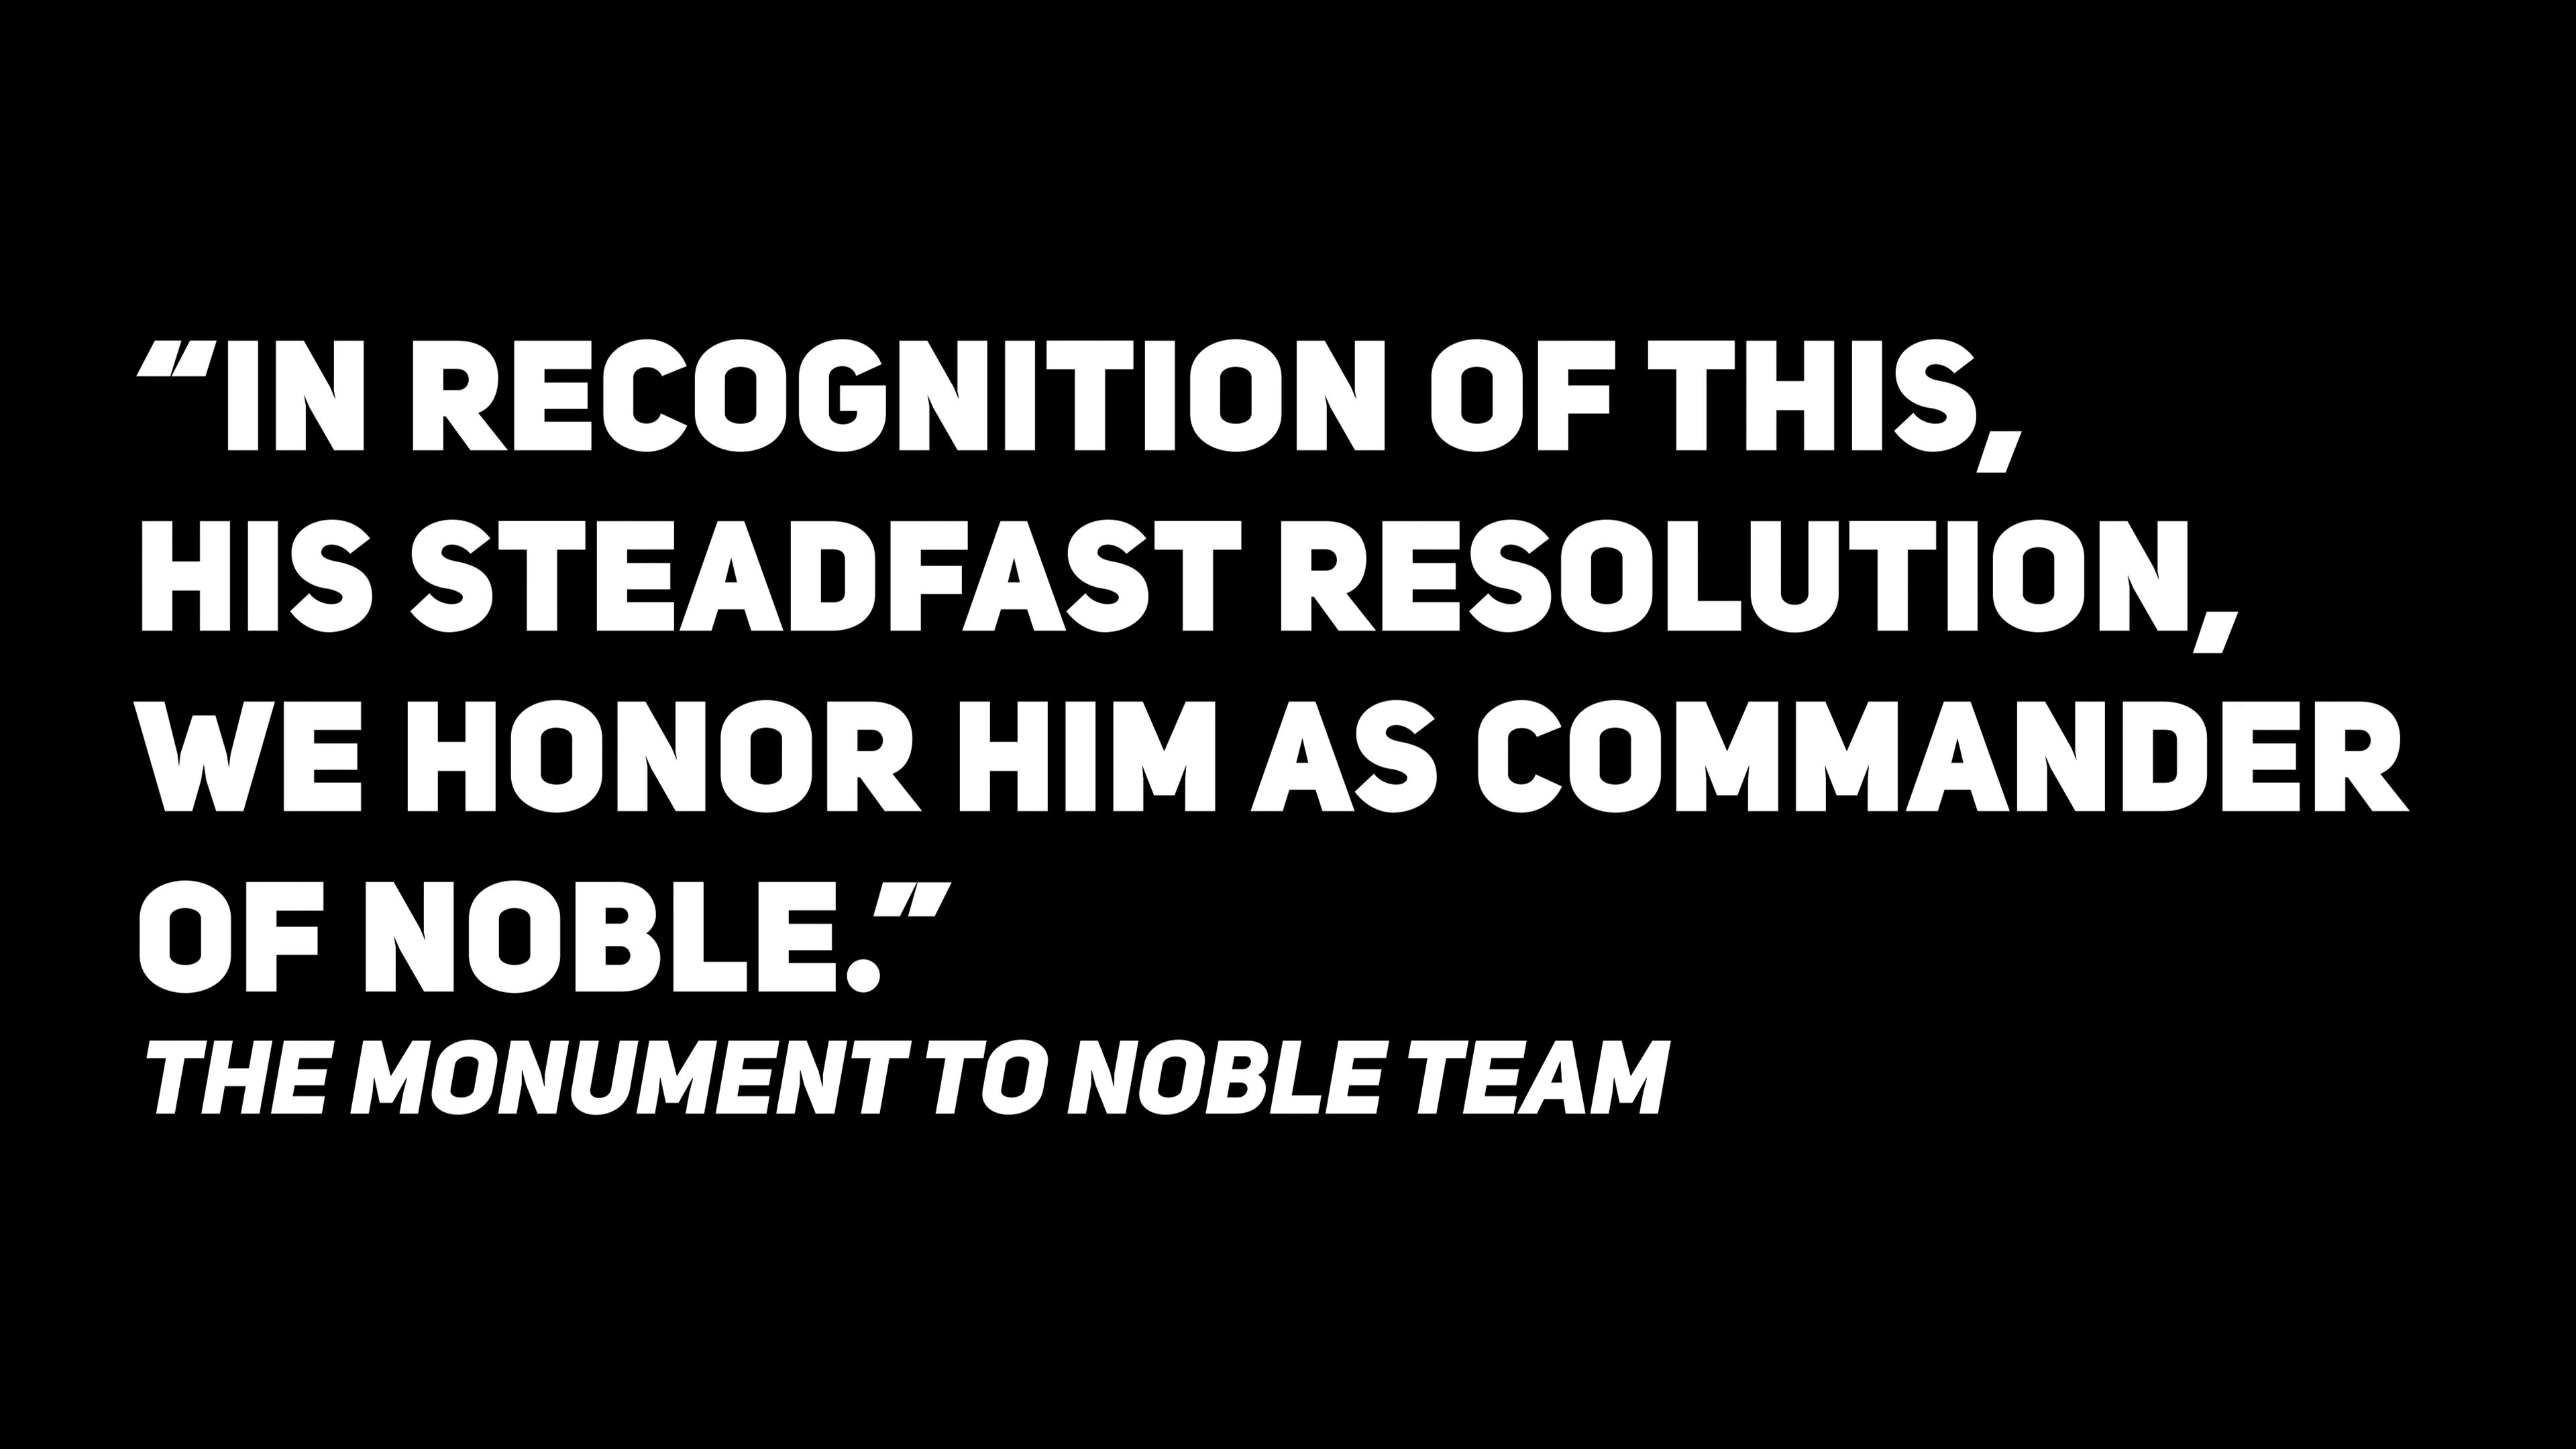 “IN RECOGNITION OF THIS,
HIS STEADFAST RESOLUTION,
WE HONOR HIM AS COMMANDER
OF NOBLE.”
THE MONUMENT TO NOBLE TEAM